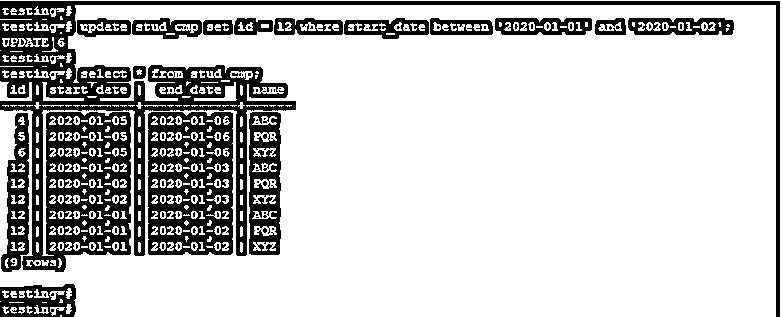 testing=#
testing=# update stud_cmp set id = 12 where start_date between '2020-01-01' and '2020-01-02';
UPDATE 6
testing=#
testing=# select * from stud_cmp;
 id | start_date |  end_date  | name
----+------------+------------+------
  4 | 2020-01-05 | 2020-01-06 | ABC
  5 | 2020-01-05 | 2020-01-06 | PQR
  6 | 2020-01-05 | 2020-01-06 | XYZ
 12 | 2020-01-02 | 2020-01-03 | ABC
 12 | 2020-01-02 | 2020-01-03 | PQR
 12 | 2020-01-02 | 2020-01-03 | XYZ
 12 | 2020-01-01 | 2020-01-02 | ABC
 12 | 2020-01-01 | 2020-01-02 | PQR
 12 | 2020-01-01 | 2020-01-02 | XYZ
(9 rows)
testing=#
testing=#